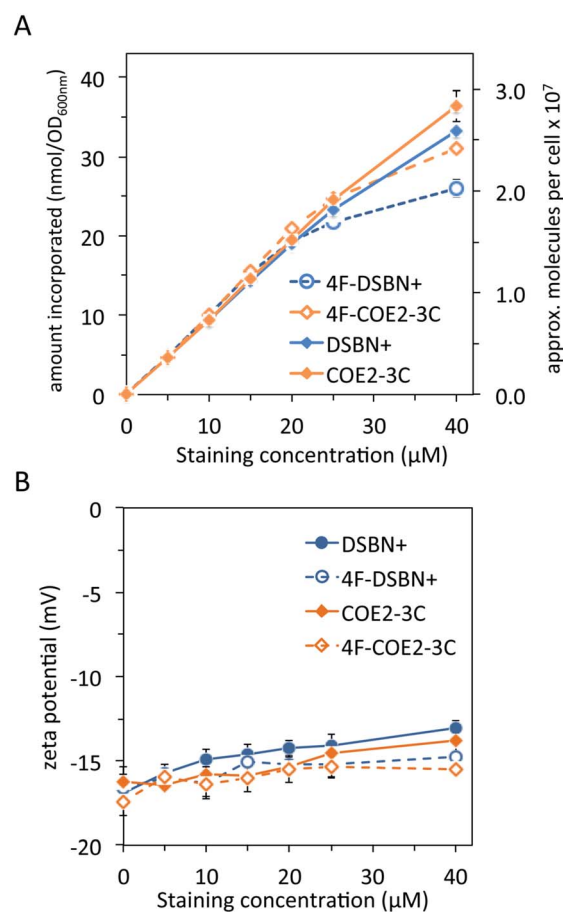 A
amount incorporated (nmol/OD600nm)
40
30
20
10
0
3.0
2.0
1.0
0.0
approx. molecules per cell x 10^7
4F-DSBN+
4F-COE2-3C
DSBN+
COE2-3C
0 10 20 30 40
Staining concentration (µM)
B
zeta potential (mV)
0
-5
-10
-15
-20
DSBN+
4F-DSBN+
COE2-3C
4F-COE2-3C
0 10 20 30 40
Staining concentration (µM)